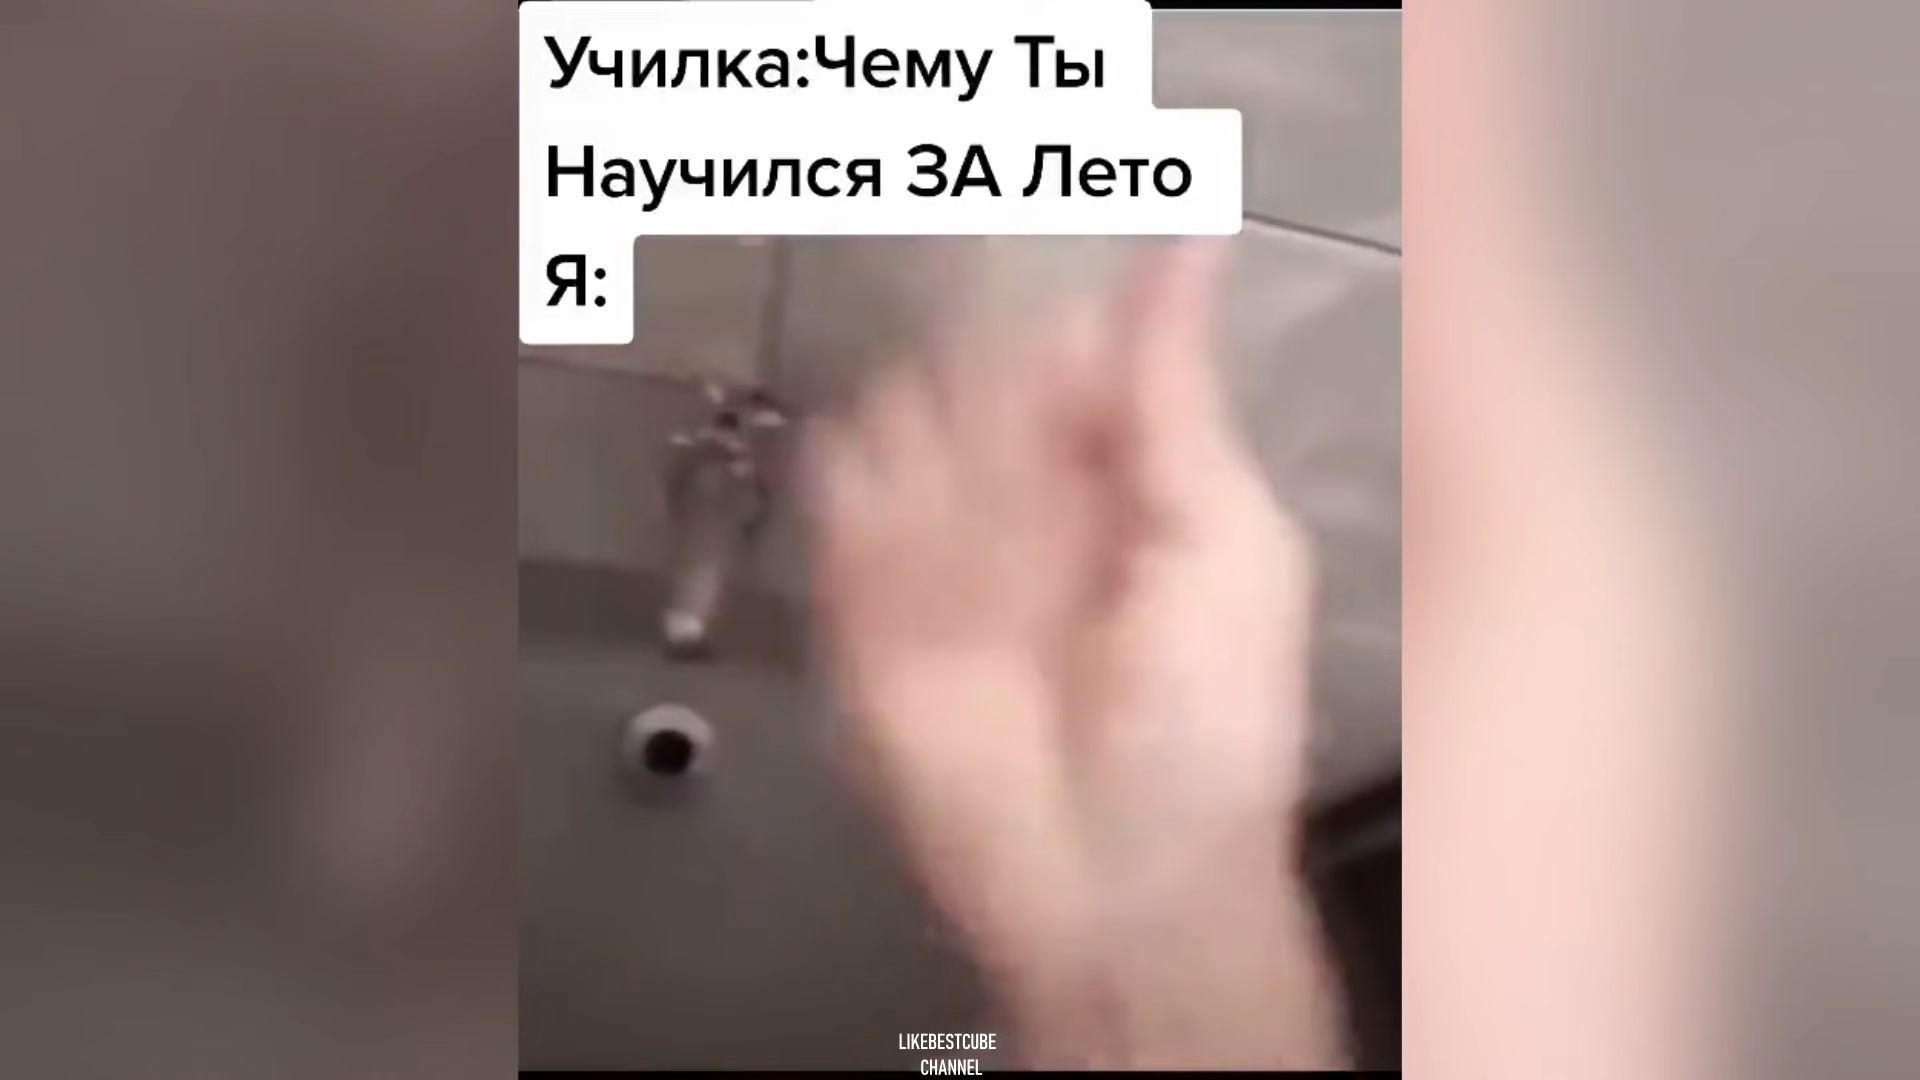 Училка:Чему Ты
Научился ЗА Лето
Я:
LIKEBESTCUBE
CHANNEL